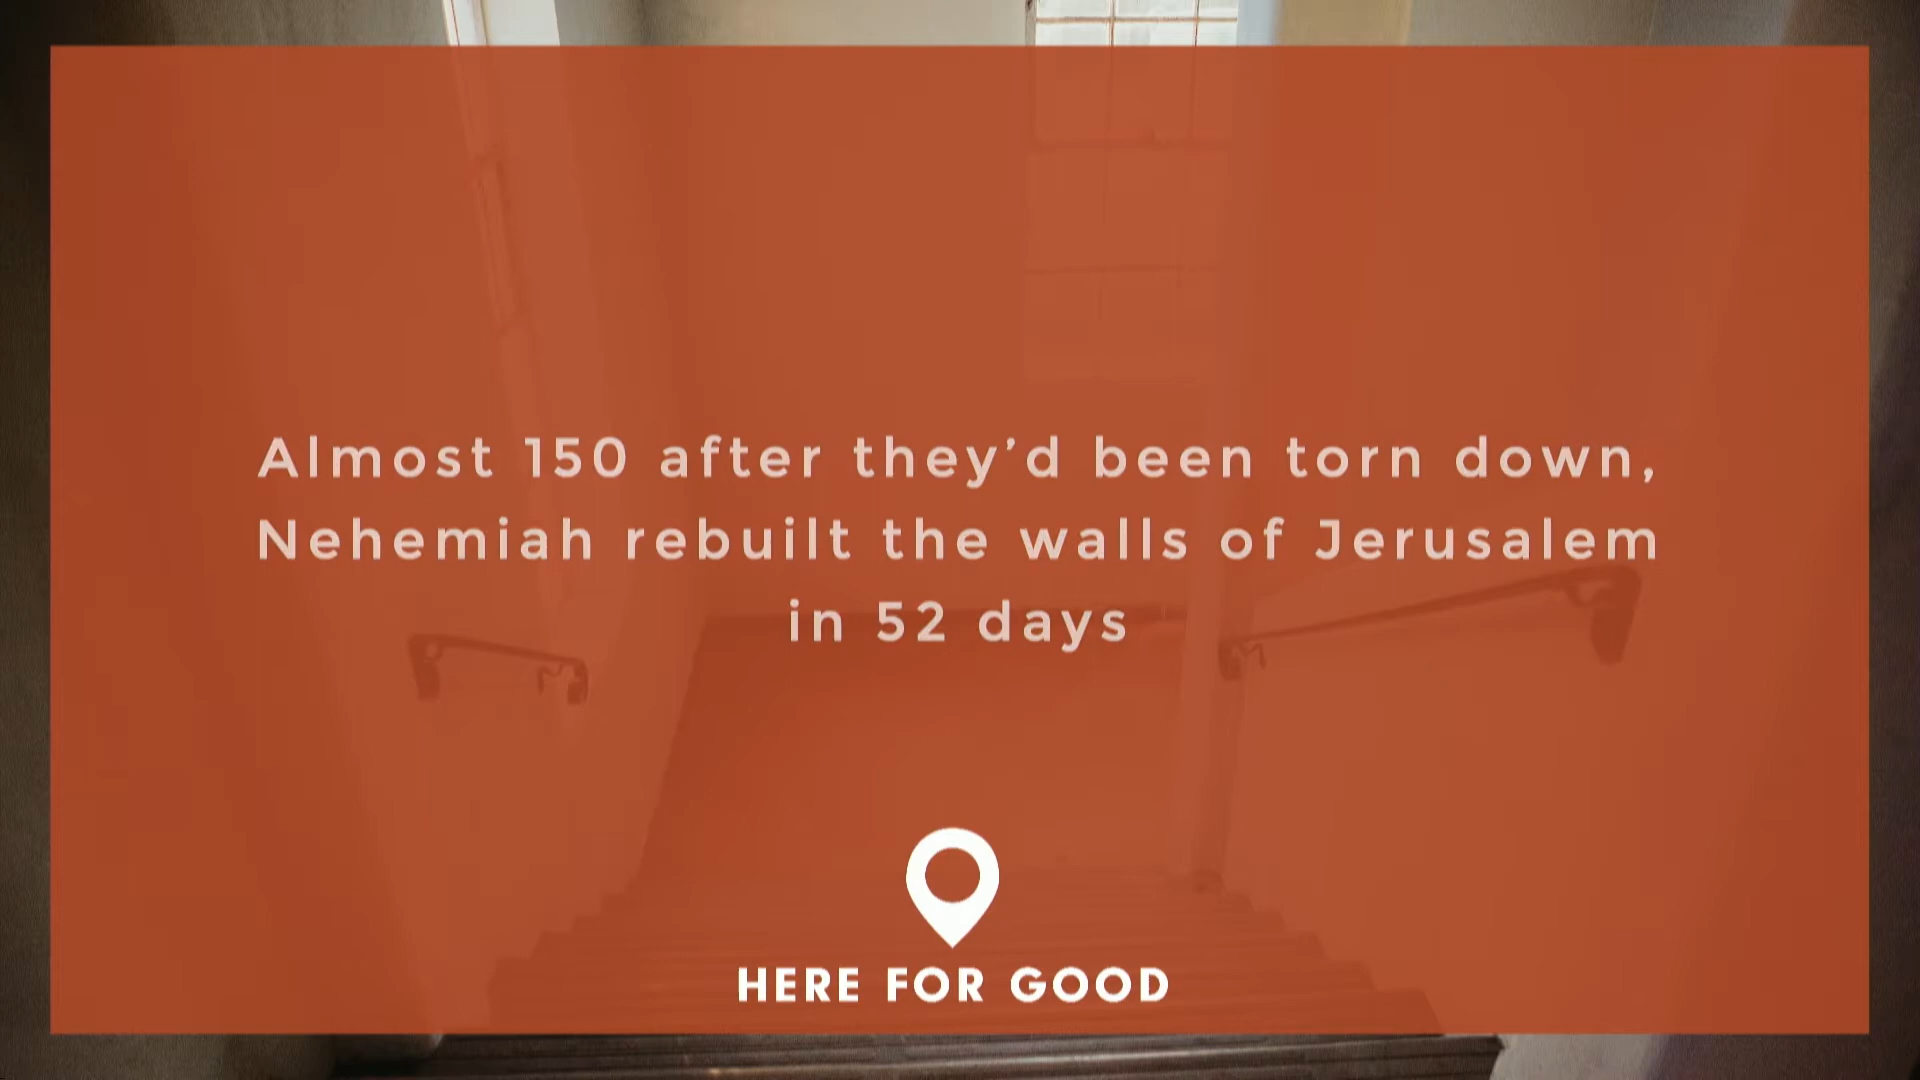 Almost 150 after they’d been torn down,
Nehemiah rebuilt the walls of Jerusalem
in 52 days
HERE FOR GOOD